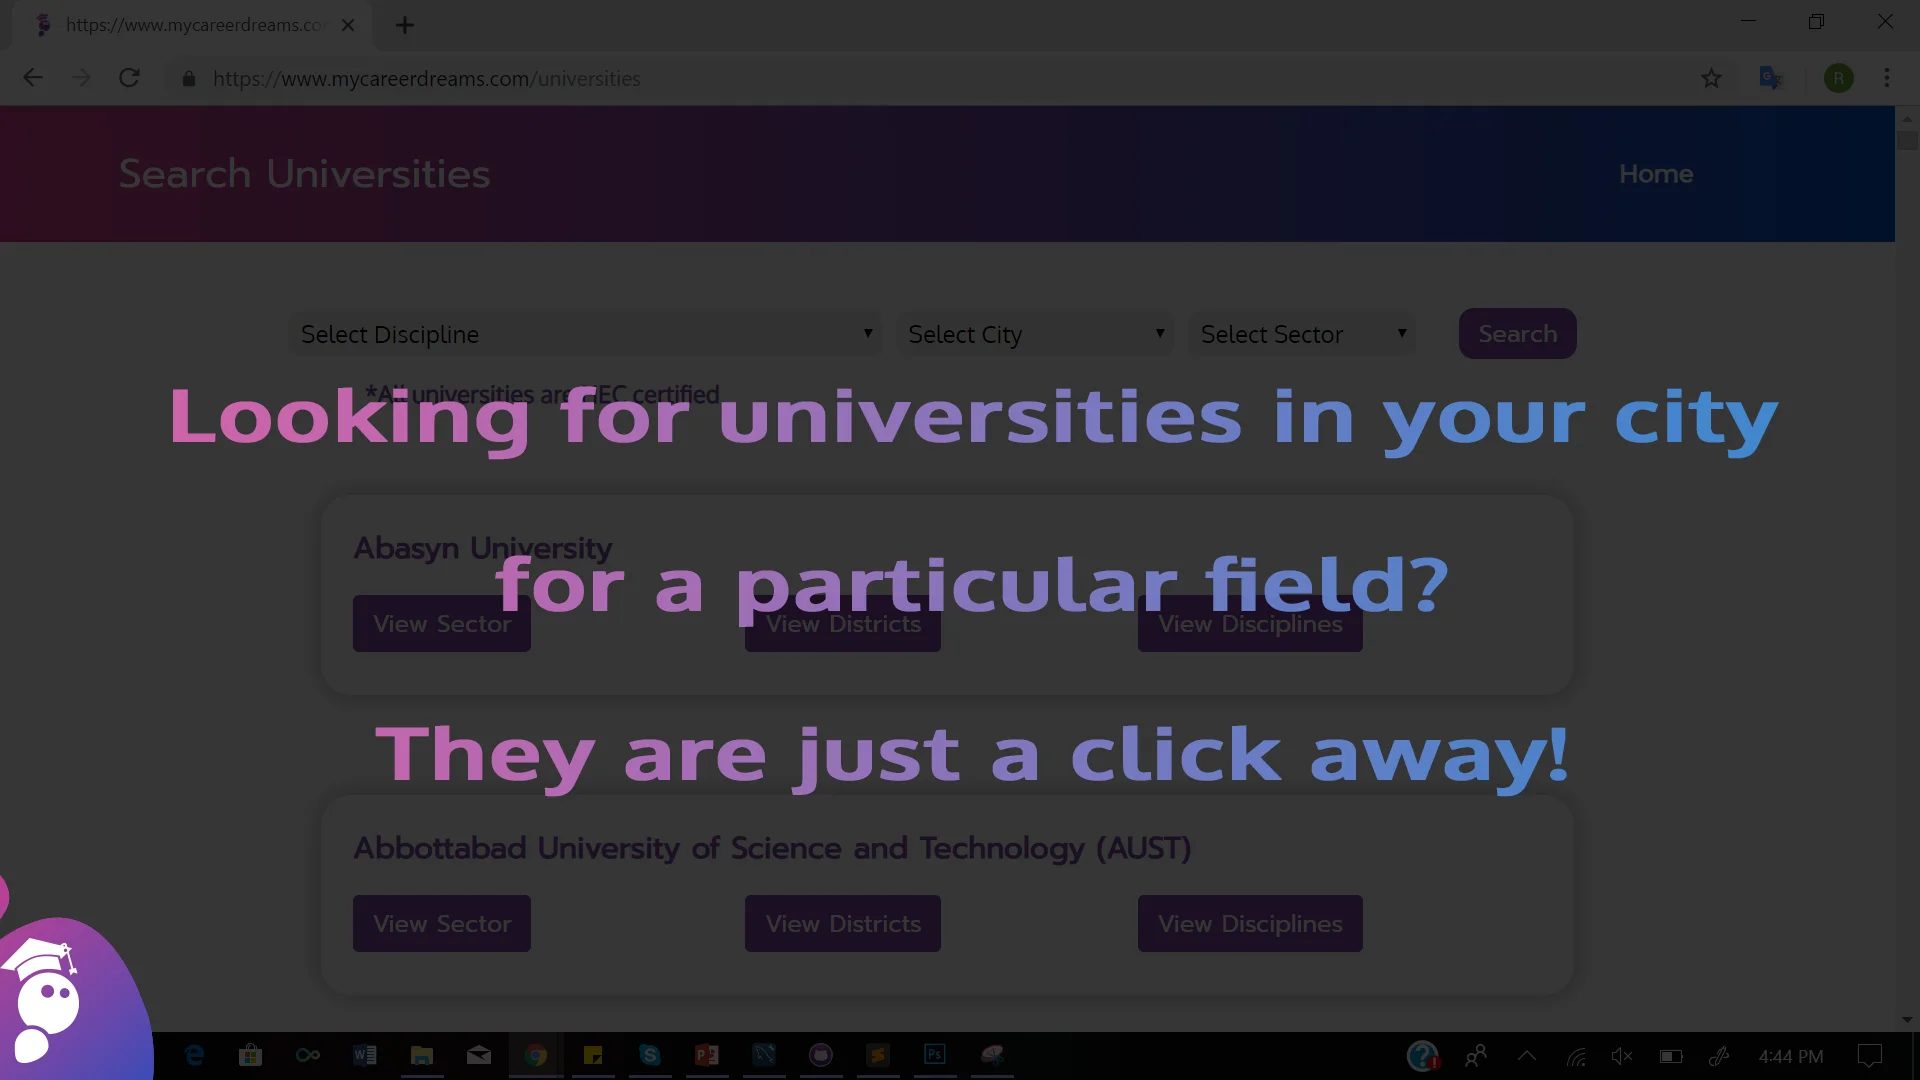 https://www.mycareerdreams.co
https://www.mycareerdreams.com/universities
R
Search Universities
Home
Select Discipline
Select City
Select Sector
Search
*All universities are HEC certified
Looking for universities in your city
Abasyn University
for a particular field?
View Sector
View Districts
View Disciplines
They are just a click away!
Abbottabad University of Science and Technology (AUST)
View Sector
View Districts
View Disciplines
4:44 PM